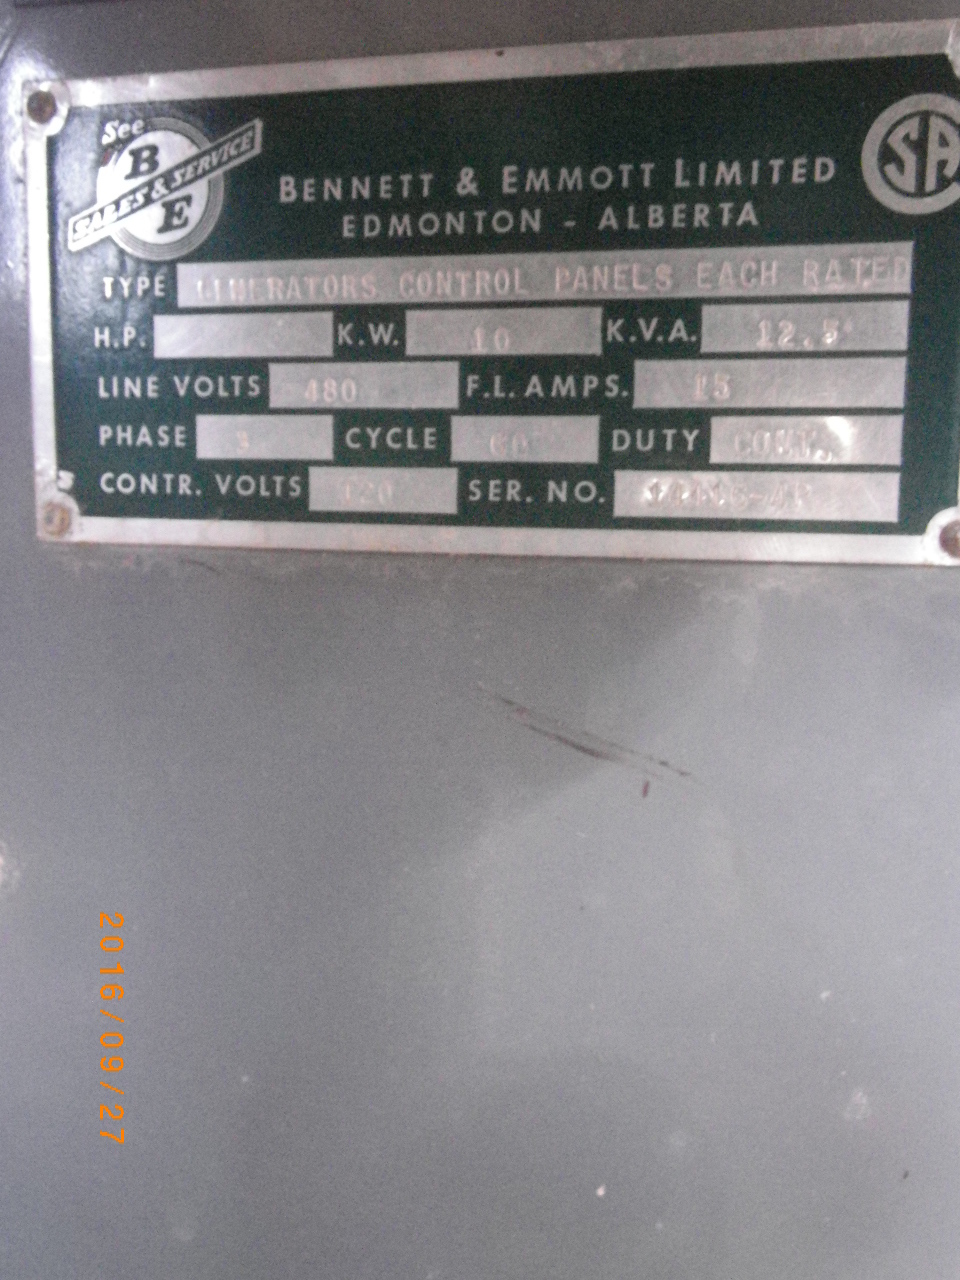 See
B
SALES & SERVICE
E
BENNETT & EMMOTT LIMITED
EDMONTON - ALBERTA
SA
TYPE GENERATORS CONTROL PANELS EACH RATED
H.P. K.W. 10 K.V.A. 12.5
LINE VOLTS 480 F.L. AMPS. 15
PHASE 3 CYCLE 60 DUTY CONT.
CONTR. VOLTS 120 SER. NO.
2016/09/27